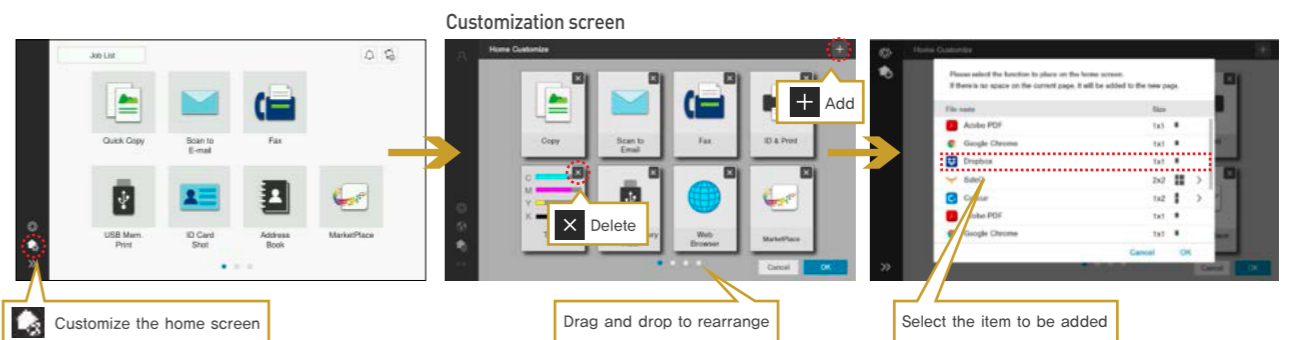 Customization screen
Job List
Quick Copy
Scan to
E-mail
Fax
USB Mem.
Print
ID Card
Shot
Address
Book
MarketPlace
Customize the home screen
Home Customize
Copy
Scan to
Email
Fax
ID & Print
Add
C
M
Y
K
Delete
Web
Browser
MarketPlace
Cancel
OK
Drag and drop to rearrange
Home Customize
Please select the function to place on the home screen.
If there is no space on the current page, it will be added to the new page.
File name
Size
Adobe PDF
1x1
Google Chrome
1x1
Dropbox
1x1
2x2
1x2
Adobe PDF
1x1
Google Chrome
1x1
Cancel
OK
Cancel
OK
Select the item to be added